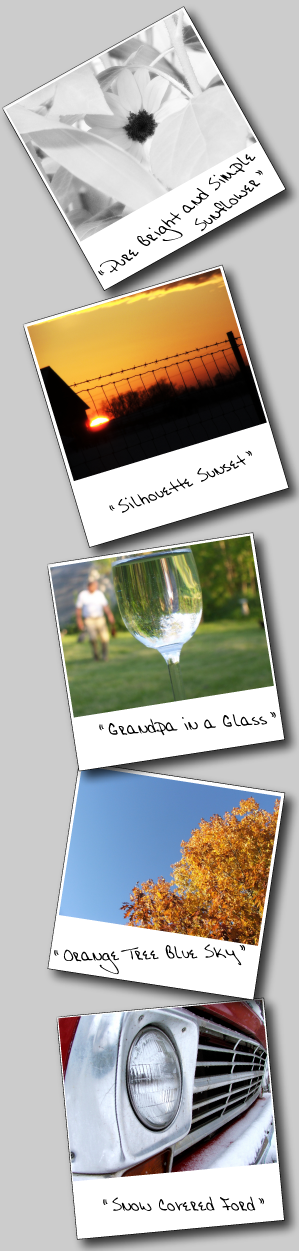 "Pure Bright and Simple
Sunflower"
"Silhouette Sunset"
"Grandpa in a Glass"
"Orange Tree Blue Sky"
"Snow Covered Ford"